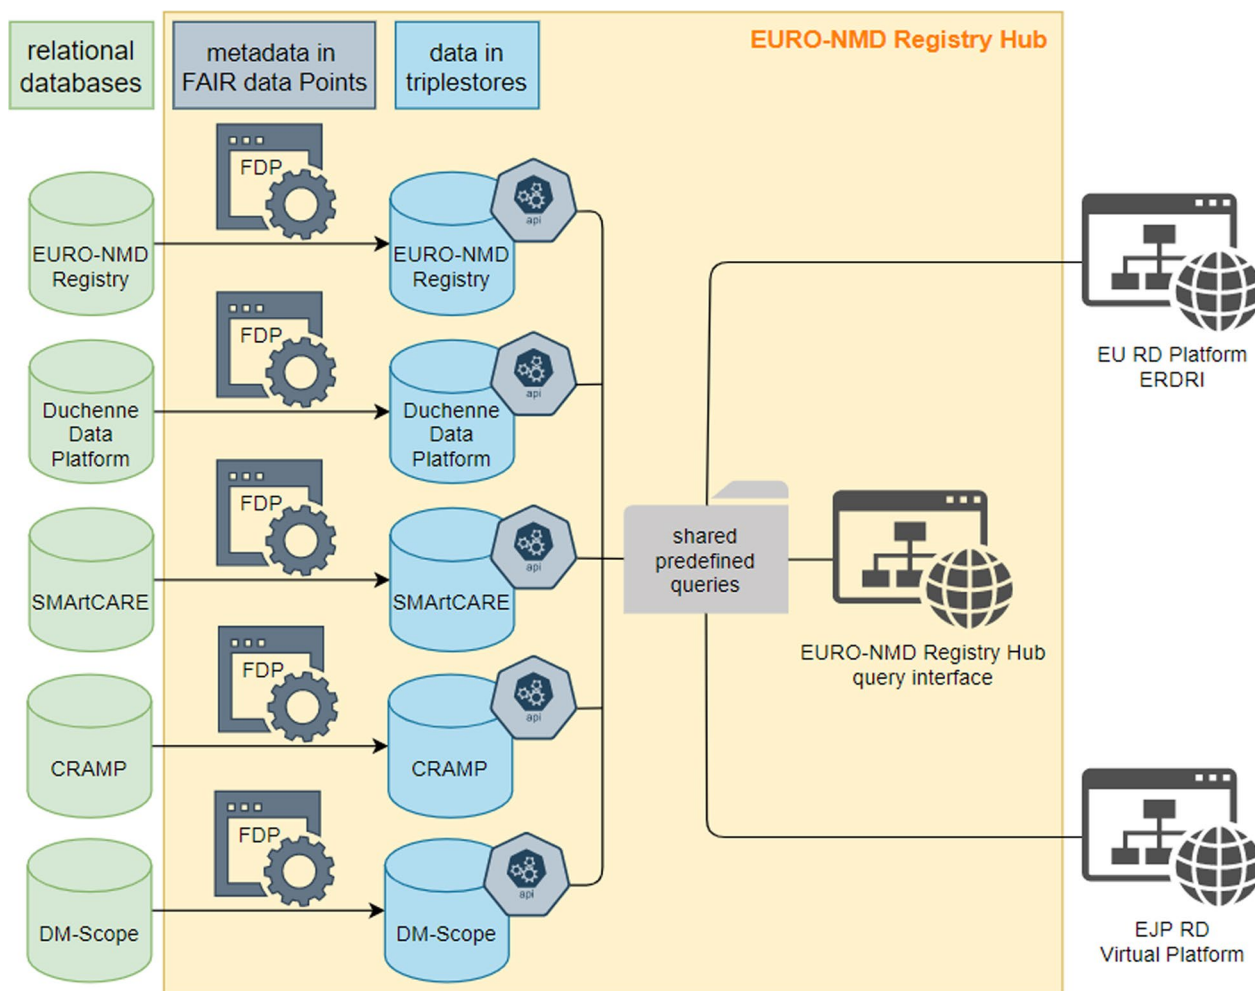 EURO-NMD Registry Hub
relational
databases
metadata in
FAIR data Points
data in
triplestores
FDP
api
EURO-NMD
Registry
EURO-NMD
Registry
FDP
api
Duchenne
Data
Platform
Duchenne
Data
Platform
FDP
api
SMArtCARE
SMArtCARE
FDP
api
CRAMP
CRAMP
FDP
api
DM-Scope
DM-Scope
shared
predefined
queries
EU RD Platform
ERDRI
EURO-NMD Registry Hub
query interface
EJP RD
Virtual Platform